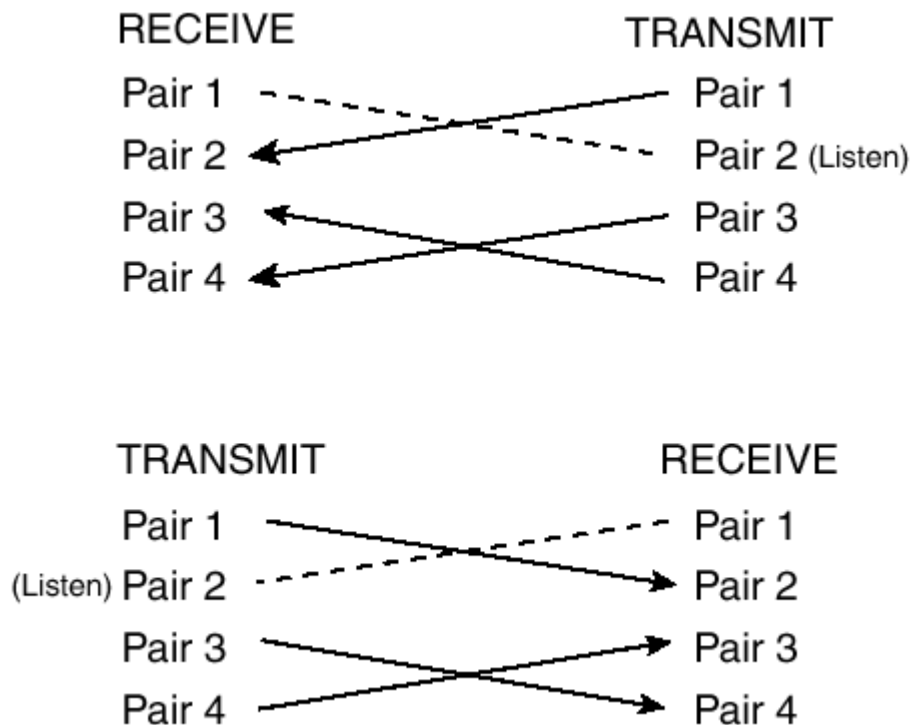 RECEIVE TRANSMIT
Pair 1 Pair 1
Pair 2 Pair 2 (Listen)
Pair 3 Pair 3
Pair 4 Pair 4
TRANSMIT RECEIVE
Pair 1 Pair 1
(Listen) Pair 2 Pair 2
Pair 3 Pair 3
Pair 4 Pair 4